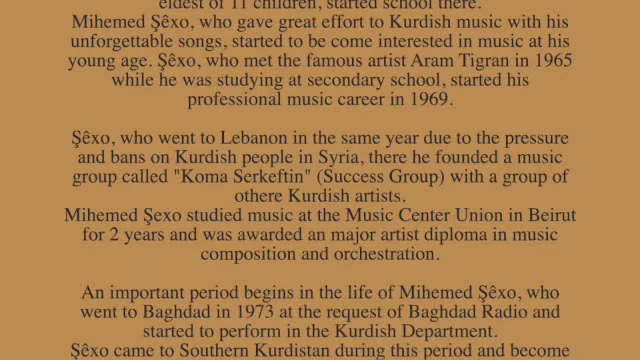 eldest of 11 children, started school there.
Mihemed Şêxo, who gave great effort to Kurdish music with his
unforgettable songs, started to be come interested in music at his
young age. Şêxo, who met the famous artist Aram Tigran in 1965
while he was studying at secondary school, started his
professional music career in 1969.
Şêxo, who went to Lebanon in the same year due to the pressure
and bans on Kurdish people in Syria, there he founded a music
group called "Koma Serkeftin" (Success Group) with a group of
othere Kurdish artists.
Mihemed Şexo studied music at the Music Center Union in Beirut
for 2 years and was awarded an major artist diploma in music
composition and orchestration.
An important period begins in the life of Mihemed Şêxo, who
went to Baghdad in 1973 at the request of Baghdad Radio and
started to perform in the Kurdish Department.
Şêxo came to Southern Kurdistan during this period and become